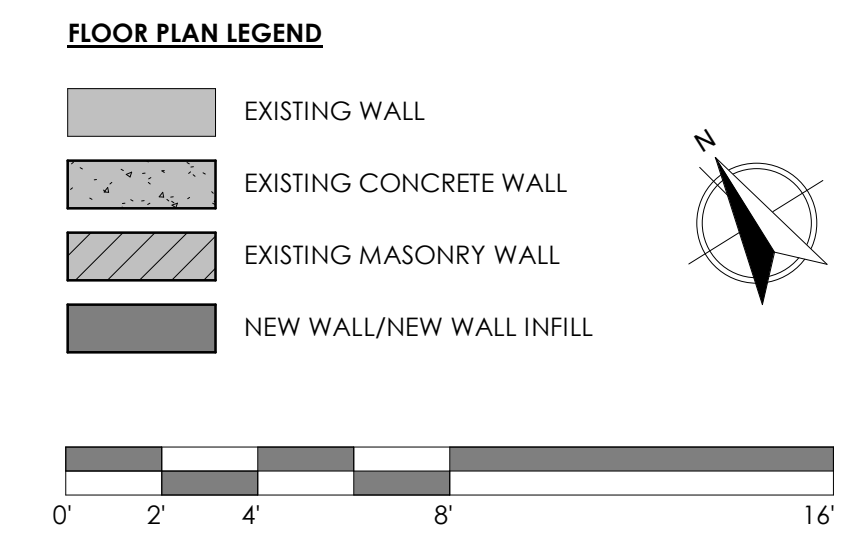 FLOOR PLAN LEGEND
EXISTING WALL
N
EXISTING CONCRETE WALL
EXISTING MASONRY WALL
NEW WALL/NEW WALL INFILL
0' 2' 4' 8' 16'